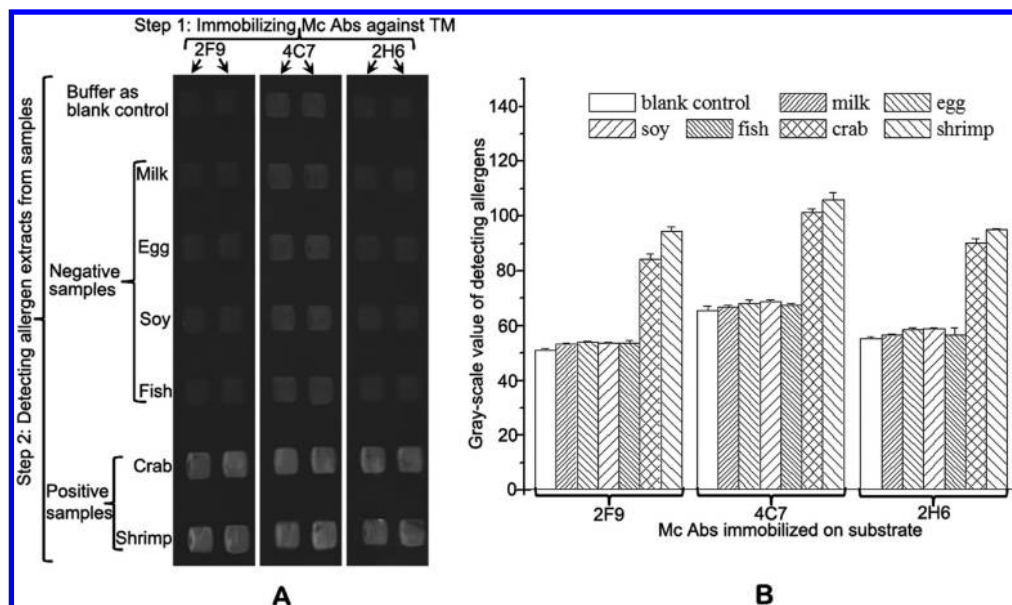 Step 1: Immobilizing Mc Abs against TM
2F9 4C7 2H6
Step 2: Detecting allergen extracts from samples
Buffer as
blank control
Negative
samples
Milk
Egg
Soy
Fish
Positive
samples
Crab
Shrimp
A
Gray-scale value of detecting allergens
140
120
100
80
60
40
20
0
blank control milk egg
soy fish crab shrimp
2F9 4C7 2H6
Mc Abs immobilized on substrate
B